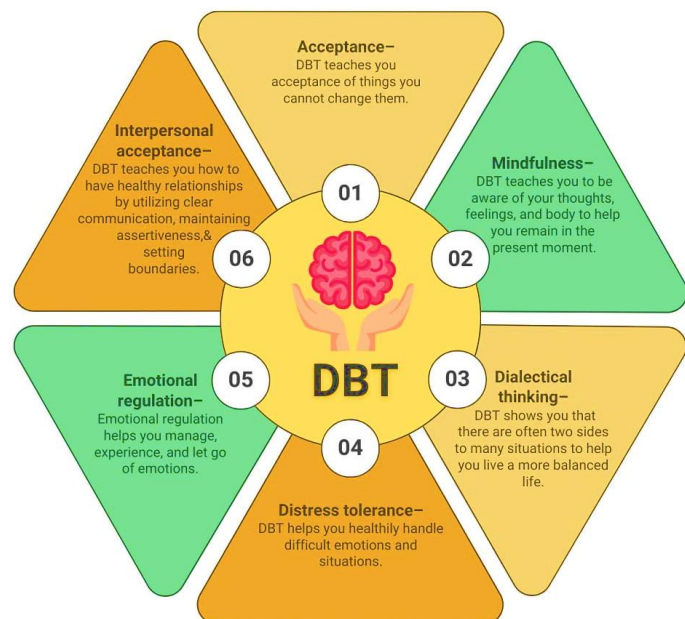 01
Acceptance–
DBT teaches you
acceptance of things you
cannot change them.
02
Mindfulness–
DBT teaches you to be
aware of your thoughts,
feelings, and body to help
you remain in the
present moment.
03
Dialectical
thinking–
DBT shows you that
there are often two sides
to many situations to help
you live a more balanced
life.
04
Distress tolerance–
DBT helps you healthily handle
difficult emotions and
situations.
05
Emotional
regulation–
Emotional regulation
helps you manage,
experience, and let go
of emotions.
06
Interpersonal
acceptance–
DBT teaches you how to
have healthy relationships
by utilizing clear
communication, maintaining
assertiveness,&
setting
boundaries.
DBT